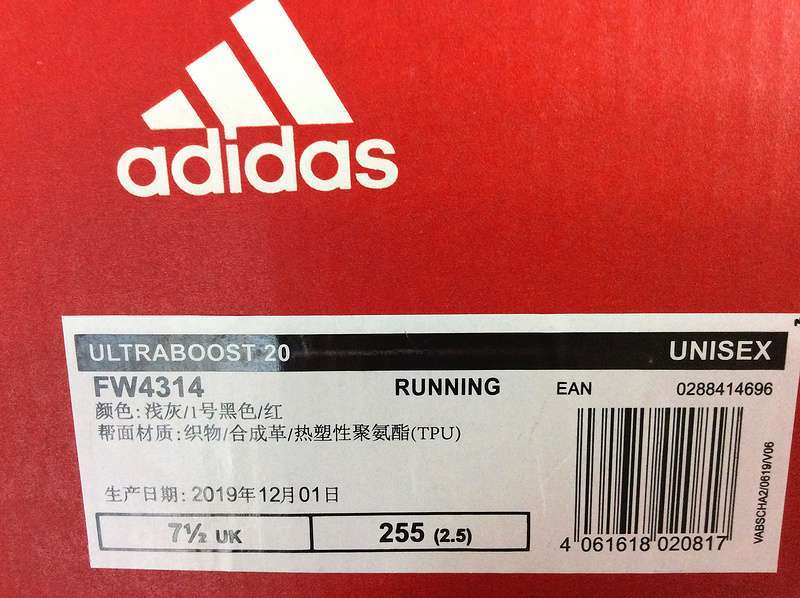 adidas
ULTRABOOST 20 UNISEX
FW4314 RUNNING EAN 0288414696
颜色:浅灰/1号黑色/红
帮面材质:织物/合成革/热塑性聚氨酯(TPU)
生产日期: 2019年12月01日
7½ UK 255 (2.5)
4 061618 020817
VABSCHA2/0619/V06